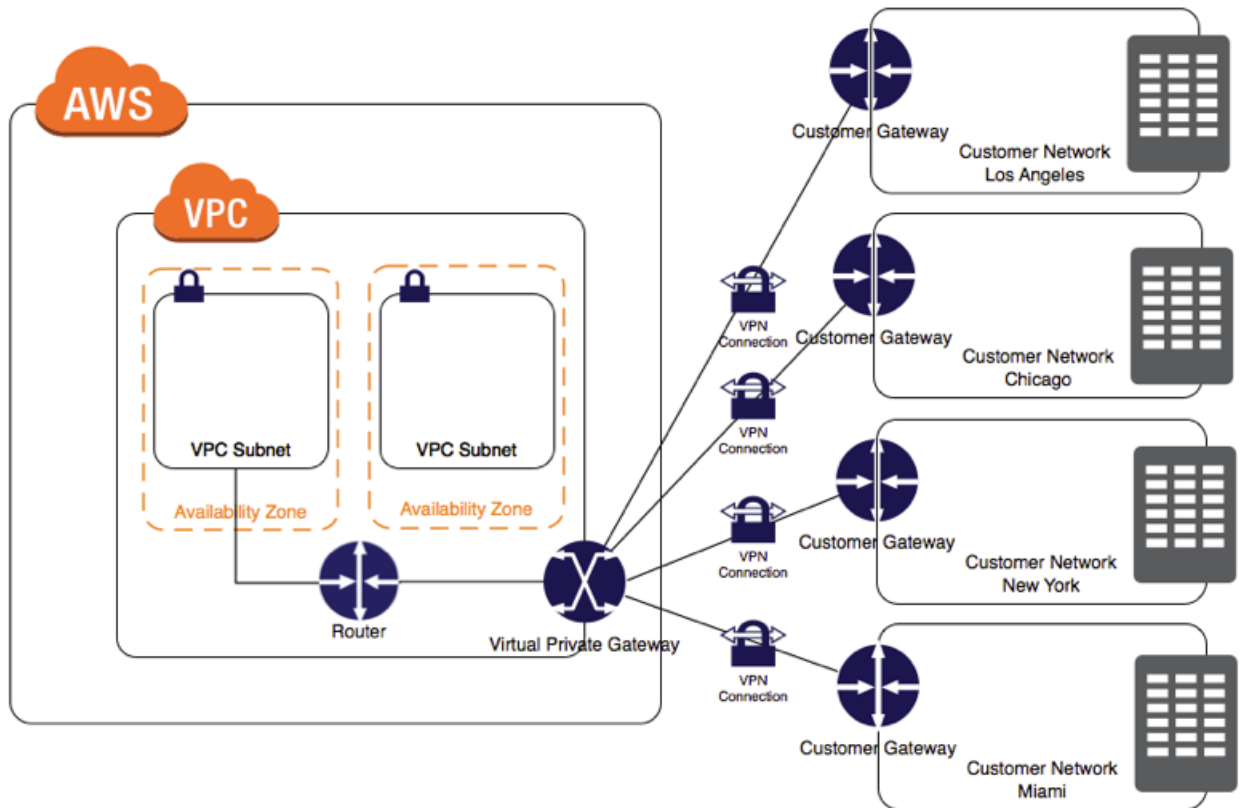 AWS
VPC
VPC Subnet
VPC Subnet
Availability Zone
Availability Zone
Router
Virtual Private Gateway
VPN
Connection
VPN
Connection
VPN
Connection
VPN
Connection
Customer Gateway
Customer Network
Los Angeles
Customer Gateway
Customer Network
Chicago
Customer Gateway
Customer Network
New York
Customer Gateway
Customer Network
Miami